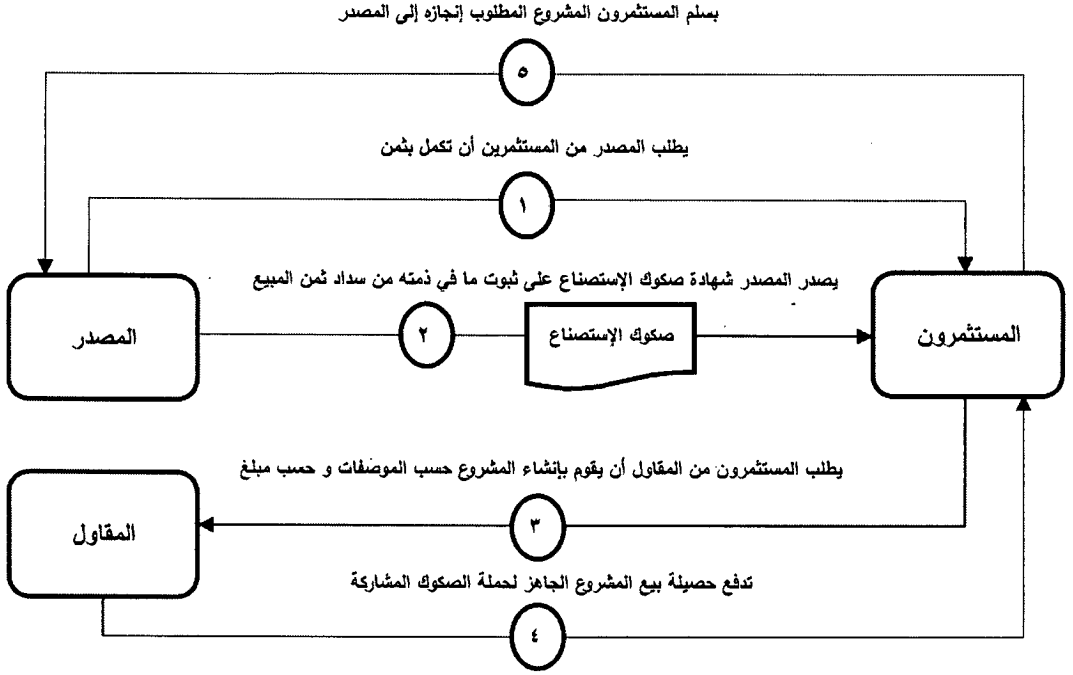 بسلم المستثمرون المشروع المطلوب إنجازه إلى المصدر
٥
يطلب المصدر من المستثمرين أن تكمل بثمن
١
يصدر المصدر شهادة صكوك الإستصناع على ثبوت ما في ذمته من سداد ثمن المبيع
المصدر
٢
صكوك الإستصناع
المستثمرون
يطلب المستثمرون من المقاول أن يقوم بإنشاء المشروع حسب الموصفات و حسب مبلغ
المقاول
٣
تدفع حصيلة بيع المشروع الجاهز لحملة الصكوك المشاركة
٤